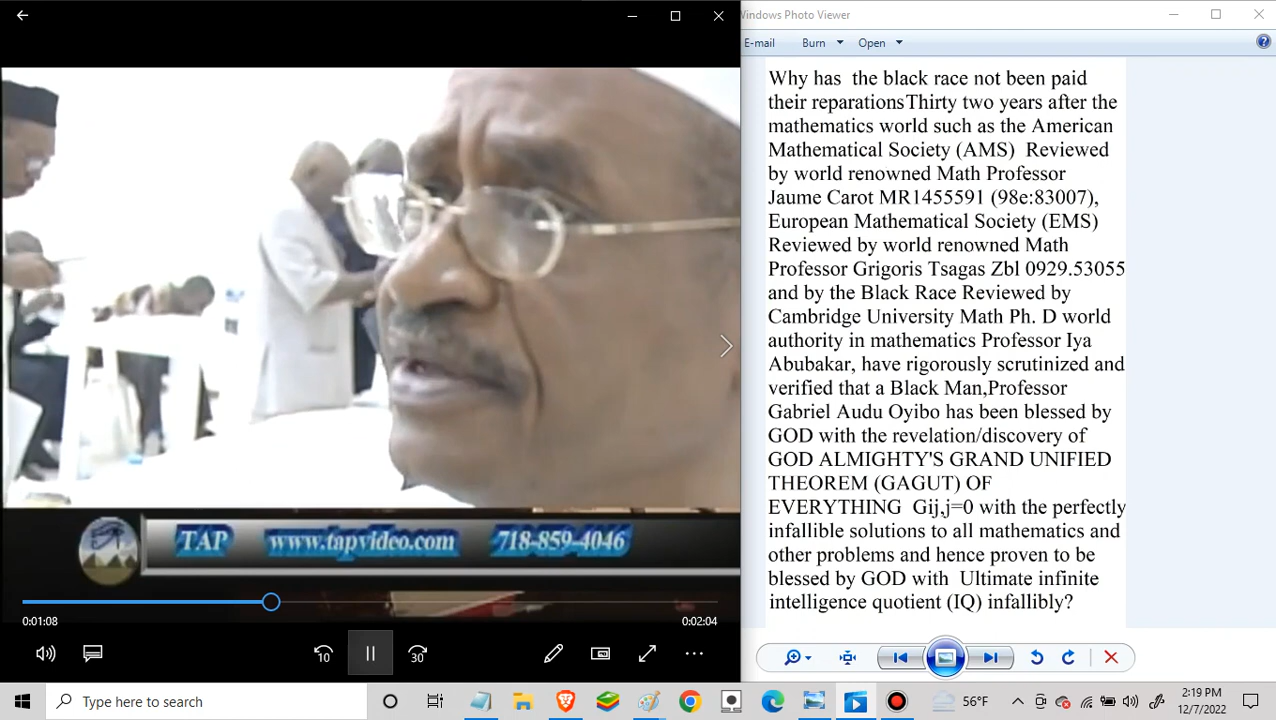 Windows Photo Viewer
E-mail Burn Open
Why has the black race not been paid
their reparationsThirty two years after the
mathematics world such as the American
Mathematical Society (AMS) Reviewed
by world renowned Math Professor
Jaume Carot MR1455591 (98e:83007),
European Mathematical Society (EMS)
Reviewed by world renowned Math
Professor Grigoris Tsagas Zbl 0929.53055
and by the Black Race Reviewed by
Cambridge University Math Ph. D world
authority in mathematics Professor Iya
Abubakar, have rigorously scrutinized and
verified that a Black Man,Professor
Gabriel Audu Oyibo has been blessed by
GOD with the revelation/discovery of
GOD ALMIGHTY'S GRAND UNIFIED
THEOREM (GAGUT) OF
EVERYTHING Gij,j=0 with the perfectly
infallible solutions to all mathematics and
other problems and hence proven to be
blessed by GOD with Ultimate infinite
intelligence quotient (IQ) infallibly?
TAP www.tapvideo.com 718-859-4046
0:01:08 0:02:04
10 30
Type here to search
56°F
2:19 PM
12/7/2022